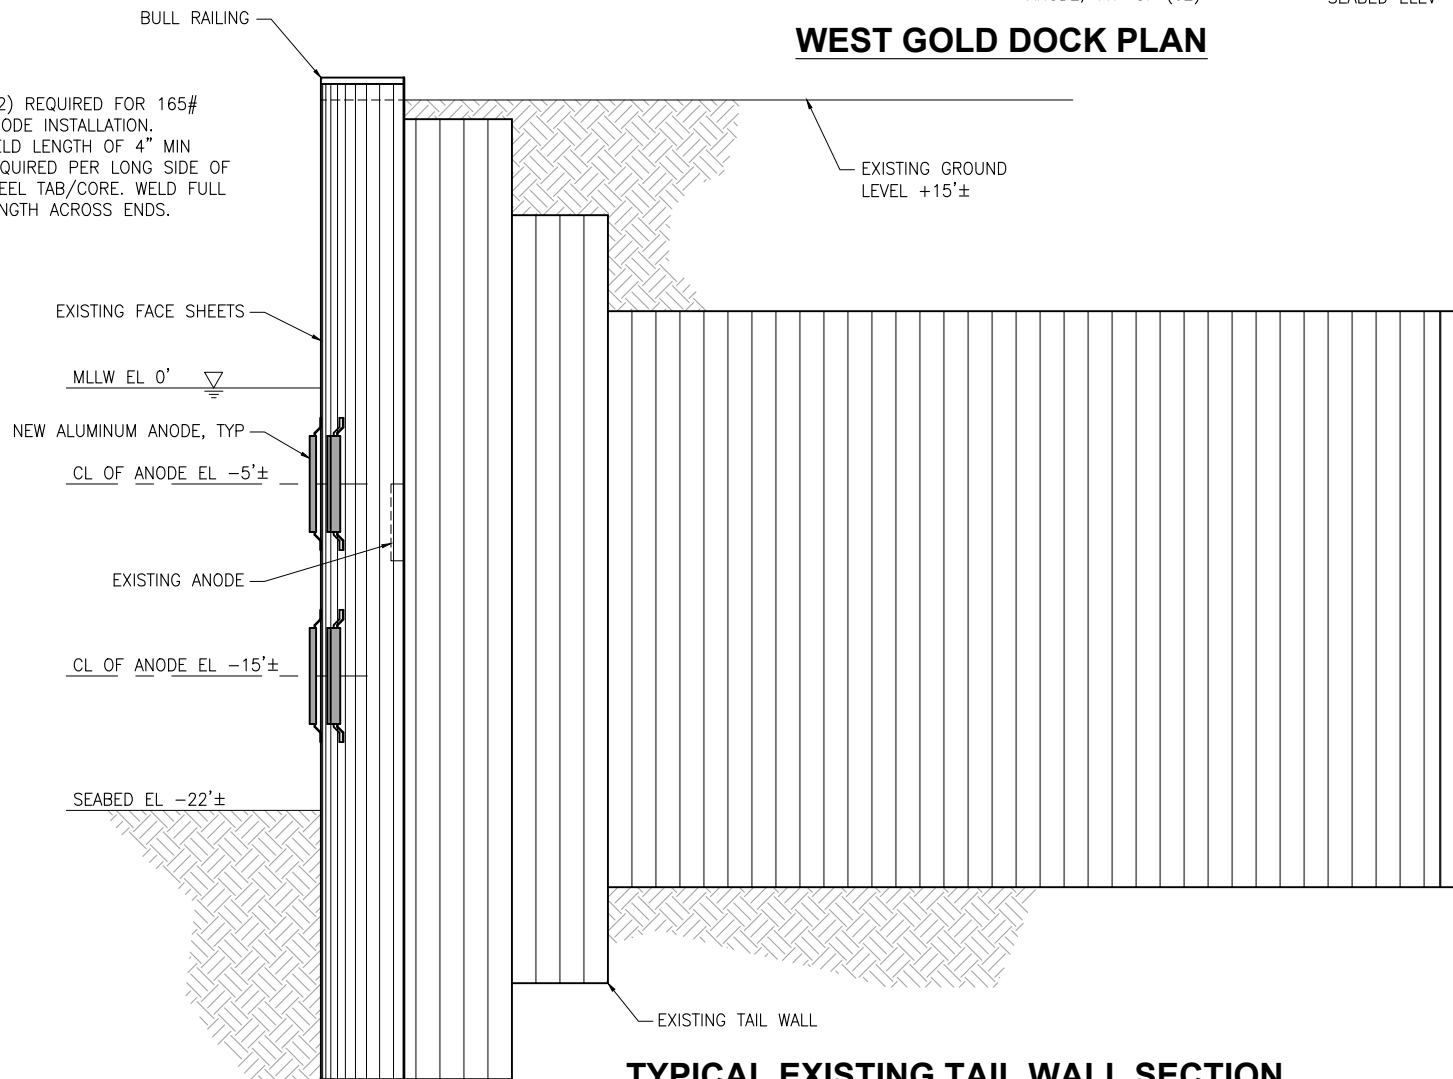 BULL RAILING
WEST GOLD DOCK PLAN
2) REQUIRED FOR 165#
ODE INSTALLATION.
ELD LENGTH OF 4" MIN
QUIRED PER LONG SIDE OF
EEL TAB/CORE. WELD FULL
NGTH ACROSS ENDS.
EXISTING GROUND
LEVEL +15'±
EXISTING FACE SHEETS
MLLW EL 0'
NEW ALUMINUM ANODE, TYP
CL OF ANODE EL -5'±
EXISTING ANODE
CL OF ANODE EL -15'±
SEABED EL -22'±
EXISTING TAIL WALL
TYPICAL EXISTING TAIL WALL SECTION